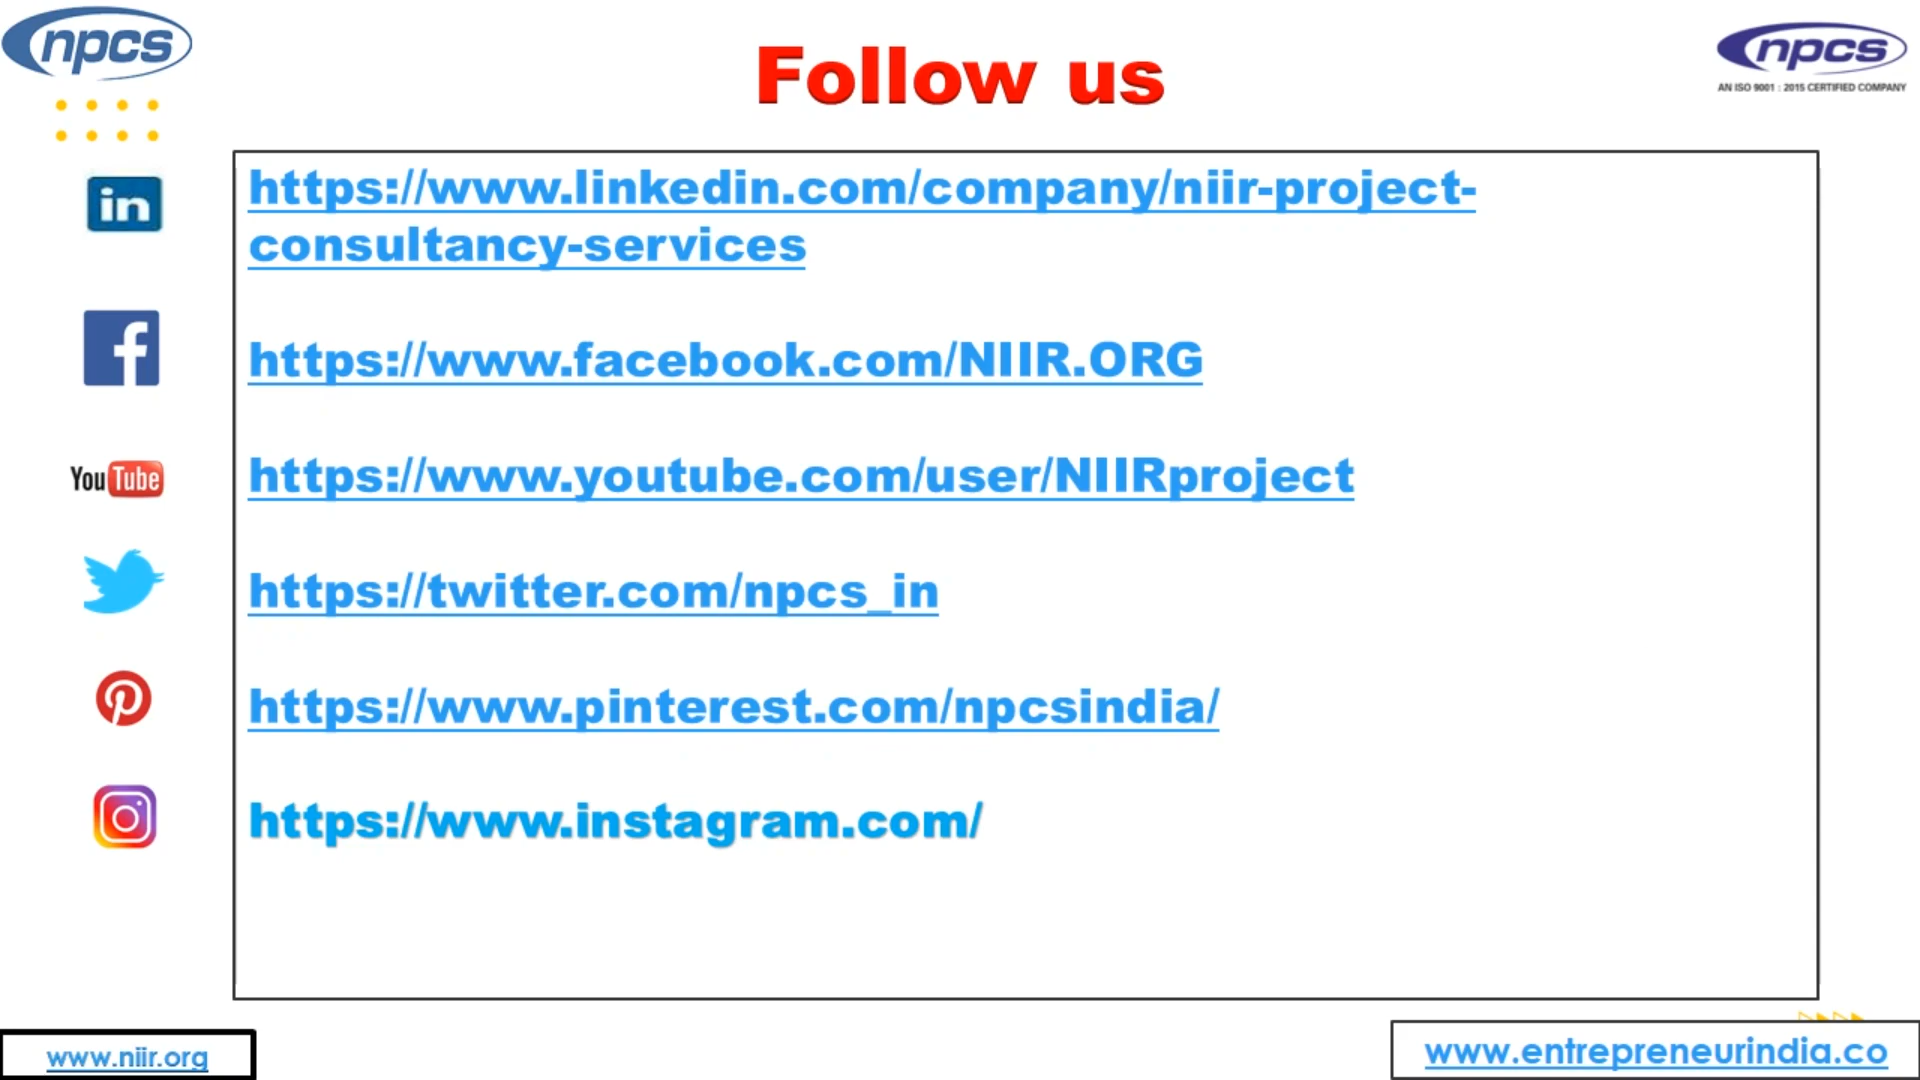 npcs
Follow us
npcs
AN ISO 9001 : 2015 CERTIFIED COMPANY
in
https://www.linkedin.com/company/niir-project-
consultancy-services
f
https://www.facebook.com/NIIR.ORG
YouTube
https://www.youtube.com/user/NIIRproject
https://twitter.com/npcs_in
https://www.pinterest.com/npcsindia/
https://www.instagram.com/
www.niir.org
www.entrepreneurindia.co